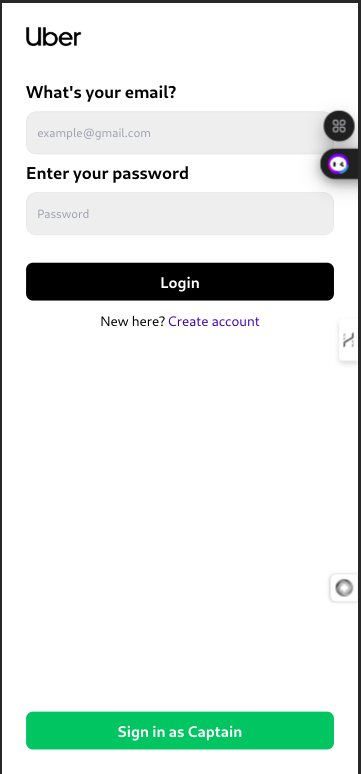 Uber
What's your email?
example@gmail.com
Enter your password
Password
Login
New here? Create account
Sign in as Captain